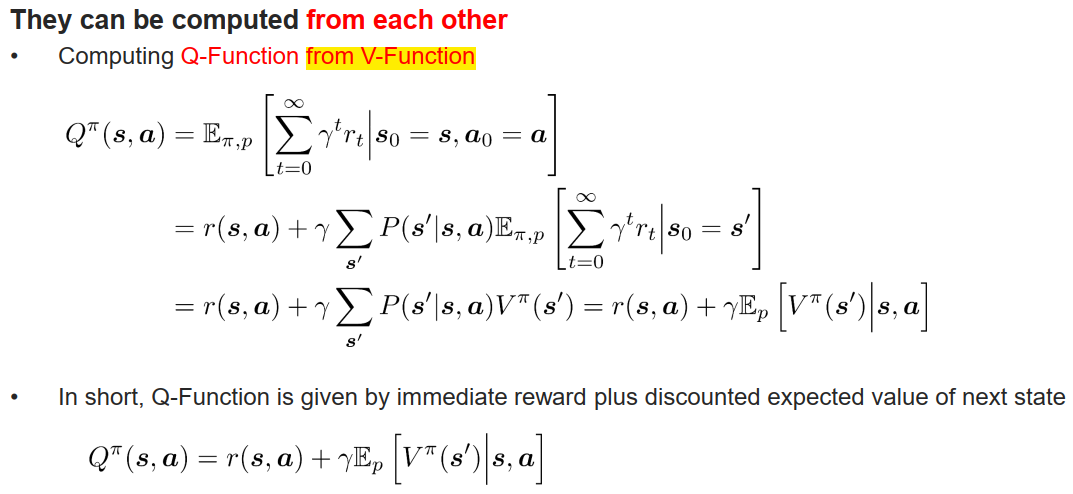 They can be computed from each other
• Computing Q-Function from V-Function
$Q^{\pi}(\boldsymbol{s}, \boldsymbol{a}) = \mathbb{E}_{\pi,p}\left[\sum_{t=0}^{\infty} \gamma^t r_t \middle| \boldsymbol{s}_0 = \boldsymbol{s}, \boldsymbol{a}_0 = \boldsymbol{a}\right]$
$= r(\boldsymbol{s}, \boldsymbol{a}) + \gamma \sum_{\boldsymbol{s}'} P(\boldsymbol{s}'|\boldsymbol{s}, \boldsymbol{a}) \mathbb{E}_{\pi,p}\left[\sum_{t=0}^{\infty} \gamma^t r_t \middle| \boldsymbol{s}_0 = \boldsymbol{s}'\right]$
$= r(\boldsymbol{s}, \boldsymbol{a}) + \gamma \sum_{\boldsymbol{s}'} P(\boldsymbol{s}'|\boldsymbol{s}, \boldsymbol{a}) V^{\pi}(\boldsymbol{s}') = r(\boldsymbol{s}, \boldsymbol{a}) + \gamma \mathbb{E}_p\left[V^{\pi}(\boldsymbol{s}') \middle| \boldsymbol{s}, \boldsymbol{a}\right]$
• In short, Q-Function is given by immediate reward plus discounted expected value of next state
$Q^{\pi}(\boldsymbol{s}, \boldsymbol{a}) = r(\boldsymbol{s}, \boldsymbol{a}) + \gamma \mathbb{E}_p\left[V^{\pi}(\boldsymbol{s}') \middle| \boldsymbol{s}, \boldsymbol{a}\right]$